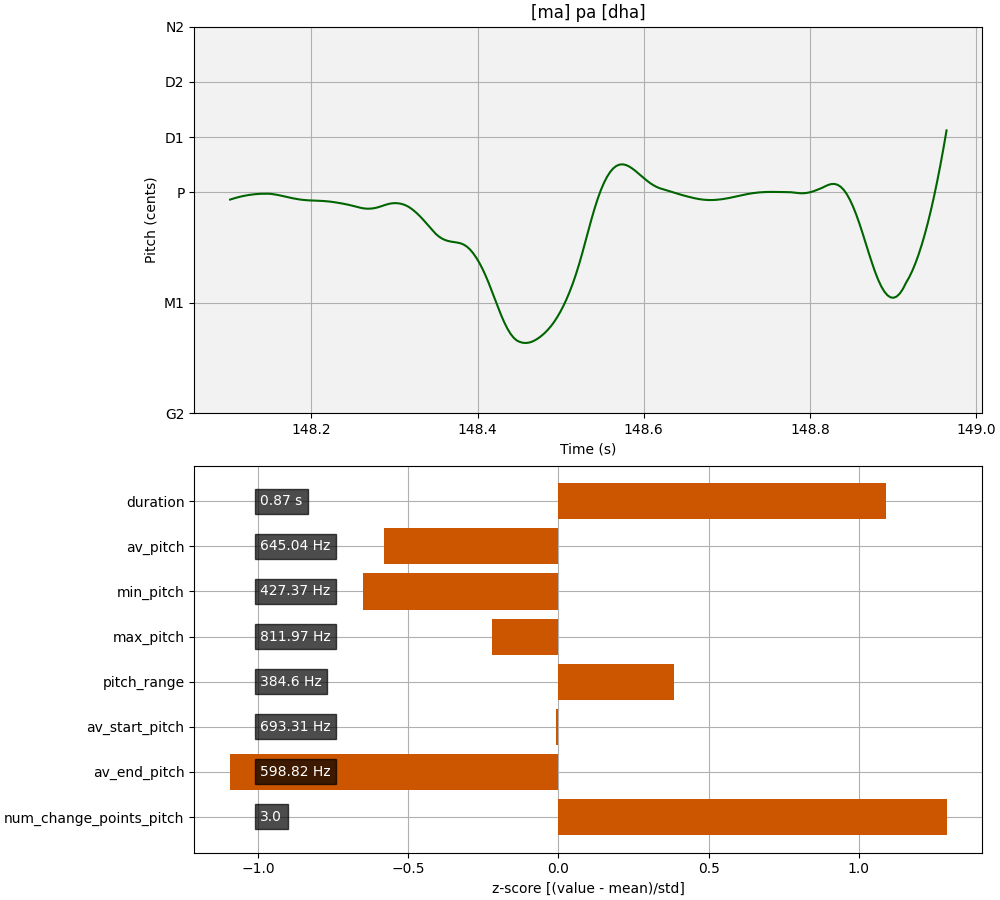 [ma] pa [dha]
N2
D2
D1
P
M1
G2
Pitch (cents)
148.2 148.4 148.6 148.8 149.0
Time (s)
duration 0.87 s
av_pitch 645.04 Hz
min_pitch 427.37 Hz
max_pitch 811.97 Hz
pitch_range 384.6 Hz
av_start_pitch 693.31 Hz
av_end_pitch 598.82 Hz
num_change_points_pitch 3.0
−1.0 −0.5 0.0 0.5 1.0
z-score [(value - mean)/std]